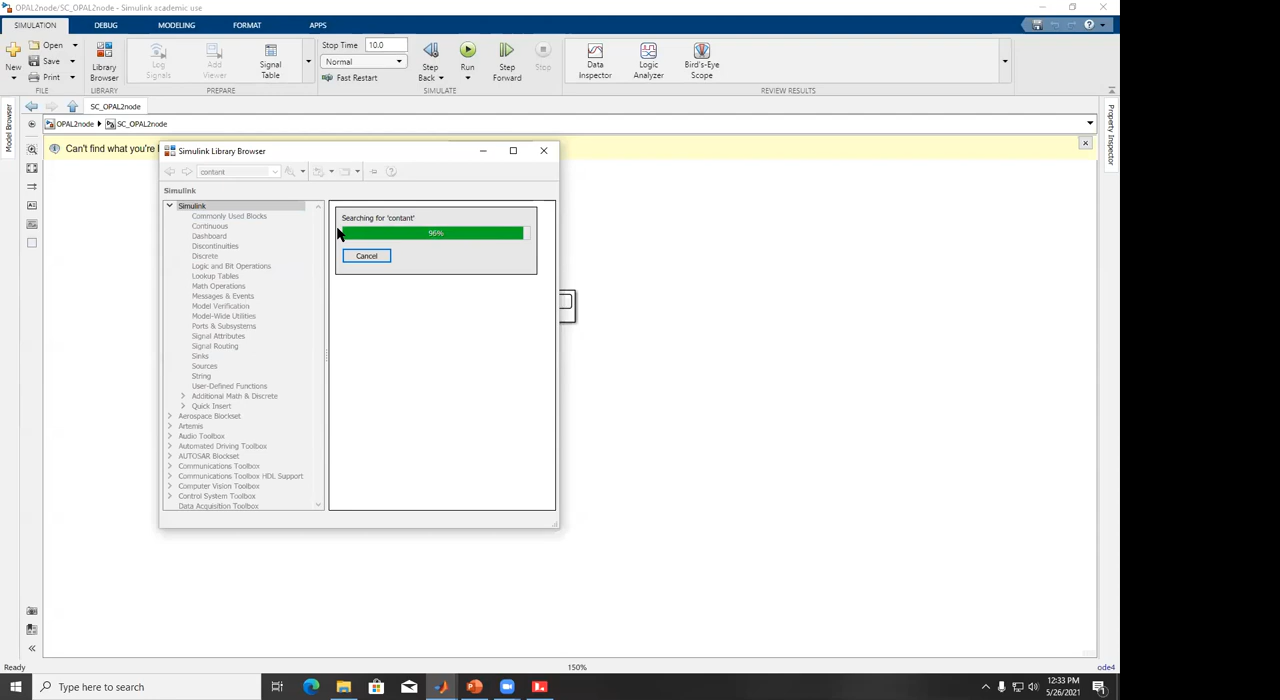 OPAL2node/SC_OPAL2node - Simulink academic use
SIMULATION DEBUG MODELING FORMAT APPS
New Open Save Print Library Browser Log Signals Add Viewer Signal Table Stop Time 10.0 Normal Fast Restart Step Back Run Step Forward Stop Data Inspector Logic Analyzer Bird's-Eye Scope
FILE LIBRARY PREPARE SIMULATE REVIEW RESULTS
Model Browser
SC_OPAL2node
Property Inspector
OPAL2node SC_OPAL2node
Can't find what you're
Simulink Library Browser
contant
Simulink
Simulink
Commonly Used Blocks
Continuous
Dashboard
Discontinuities
Discrete
Logic and Bit Operations
Lookup Tables
Math Operations
Messages & Events
Model Verification
Model-Wide Utilities
Ports & Subsystems
Signal Attributes
Signal Routing
Sinks
Sources
String
User-Defined Functions
Additional Math & Discrete
Quick Insert
Aerospace Blockset
Artemis
Audio Toolbox
Automated Driving Toolbox
AUTOSAR Blockset
Communications Toolbox
Communications Toolbox HDL Support
Computer Vision Toolbox
Control System Toolbox
Data Acquisition Toolbox
Searching for 'contant'
96%
Cancel
Ready 150% ode4
Type here to search
12:33 PM
5/26/2021